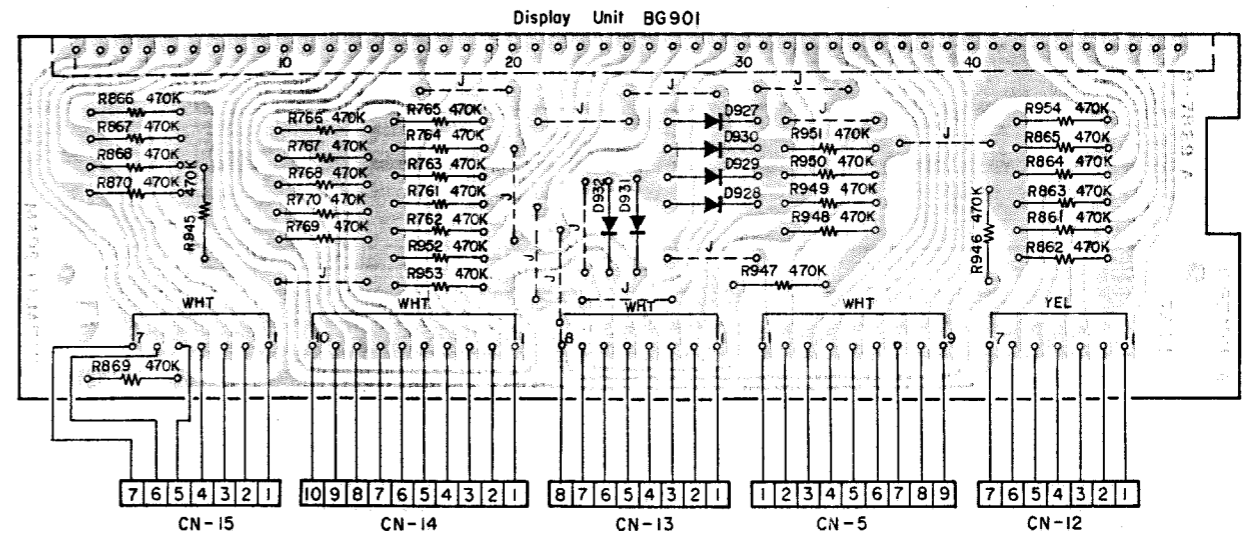 Display Unit BG901
1 10 20 30 40
J J J
R866 470K
R867 470K
R868 470K
R870 470K
R845 470K
R766 470K
R767 470K
R768 470K
R770 470K
R769 470K
J
R765 470K
R764 470K
R763 470K
R761 470K
R762 470K
R952 470K
R953 470K
J
J
J
J
D932
D931
J
J
D927
D930
D929
D928
J
R951 470K
R950 470K
R949 470K
R948 470K
R947 470K
J
R946 470K
R954 470K
R865 470K
R864 470K
R863 470K
R861 470K
R862 470K
WHT WHT WHT WHT YEL
7 1 10 1 8 1 1 9 7 1
R869 470K
7 6 5 4 3 2 1
10 9 8 7 6 5 4 3 2 1
8 7 6 5 4 3 2 1
1 2 3 4 5 6 7 8 9
7 6 5 4 3 2 1
CN-15 CN-14 CN-13 CN-5 CN-12